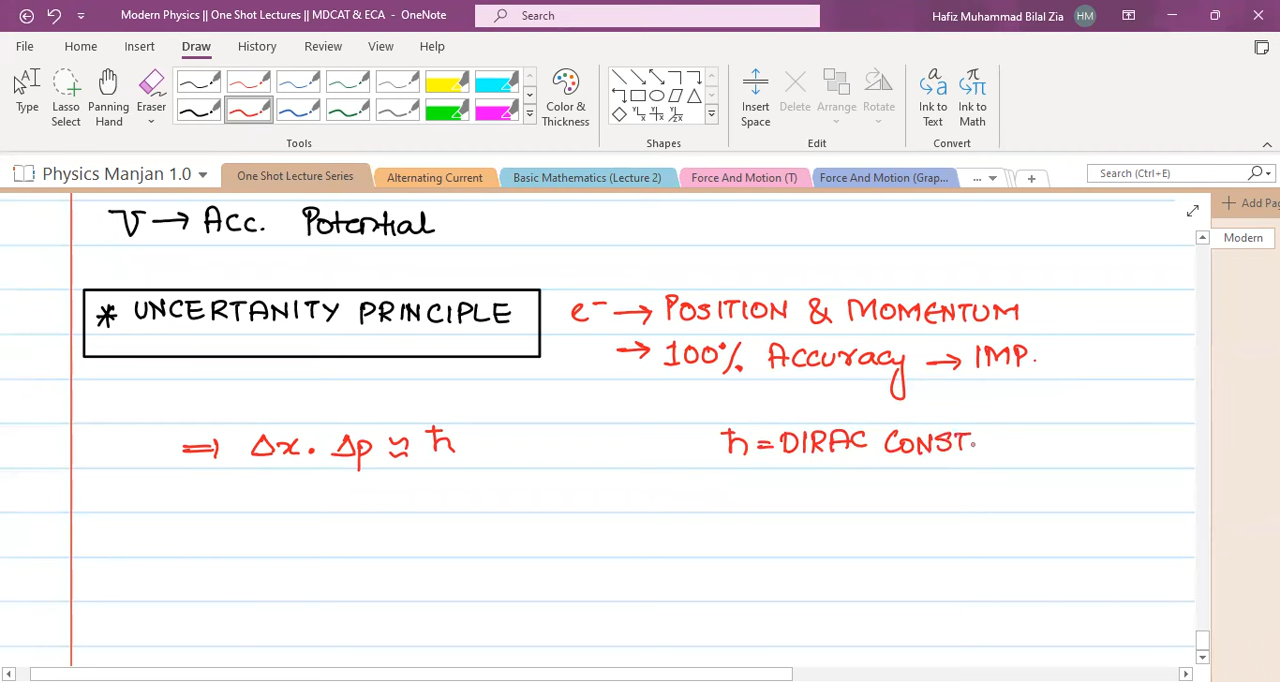 Modern Physics || One Shot Lectures || MDCAT & ECA - OneNote
Search
Hafiz Muhammad Bilal Zia HM
File Home Insert Draw History Review View Help
Type Lasso Select Panning Hand Eraser Color & Thickness Insert Space Delete Arrange Rotate Ink to Text Ink to Math
Tools Shapes Edit Convert
Physics Manjan 1.0 One Shot Lecture Series Alternating Current Basic Mathematics (Lecture 2) Force And Motion (T) Force And Motion (Grap... ... Search (Ctrl+E)
Add Pag
Modern
V → Acc. Potential
* UNCERTANITY PRINCIPLE
e⁻ → POSITION & MOMENTUM
→ 100% Accuracy → IMP.
⇒ Δx . Δp ≈ ħ
ħ = DIRAC CONST.